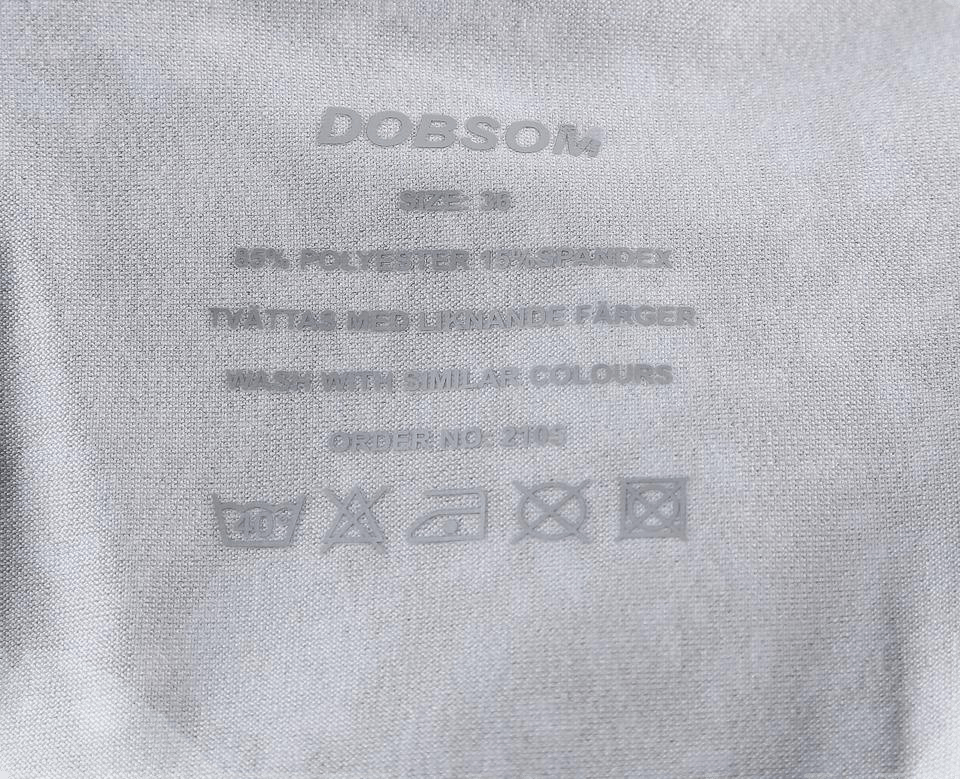 DOBSOM
SIZE: 36
85% POLYESTER 15%SPANDEX
TVÄTTAS MED LIKNANDE FÄRGER
WASH WITH SIMILAR COLOURS
ORDER NO: 2105
40°